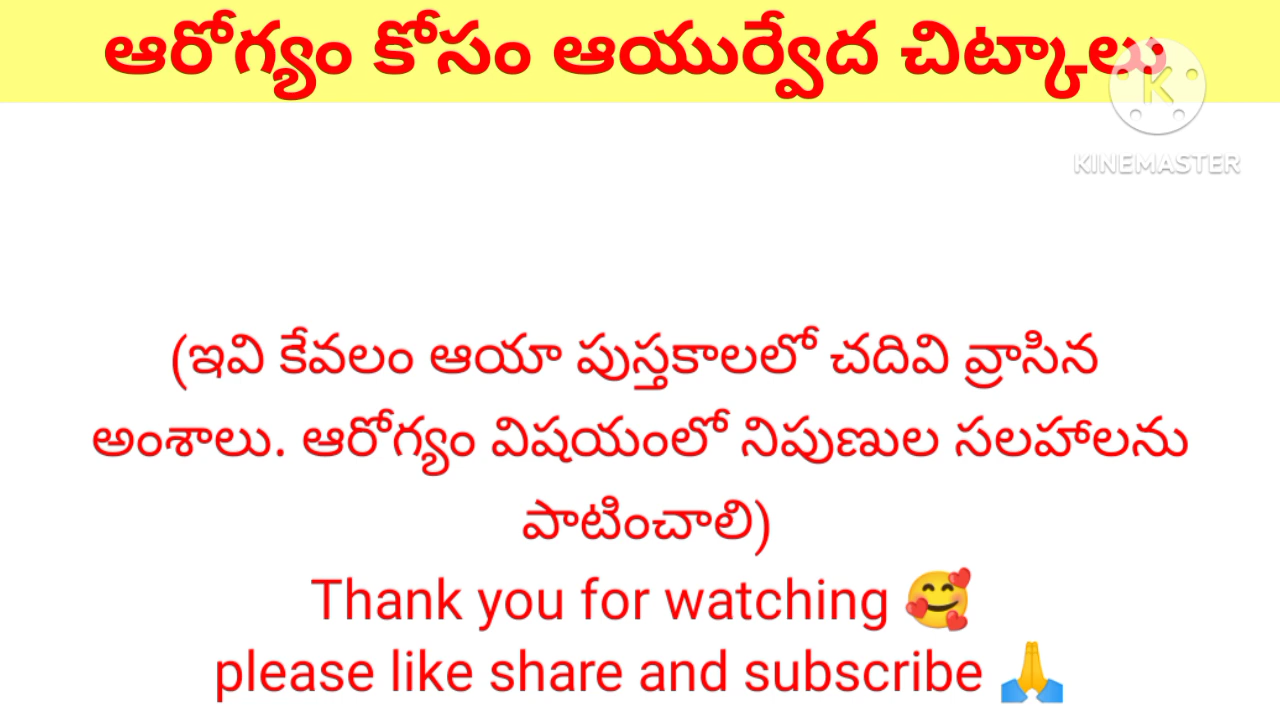 ఆరోగ్యం కోసం ఆయుర్వేద చిట్కాలు
KINEMASTER
(ఇవి కేవలం ఆయా పుస్తకాలలో చదివి వ్రాసిన
అంశాలు. ఆరోగ్యం విషయంలో నిపుణుల సలహాలను
పాటించాలి)
Thank you for watching 🥰
please like share and subscribe 🙏